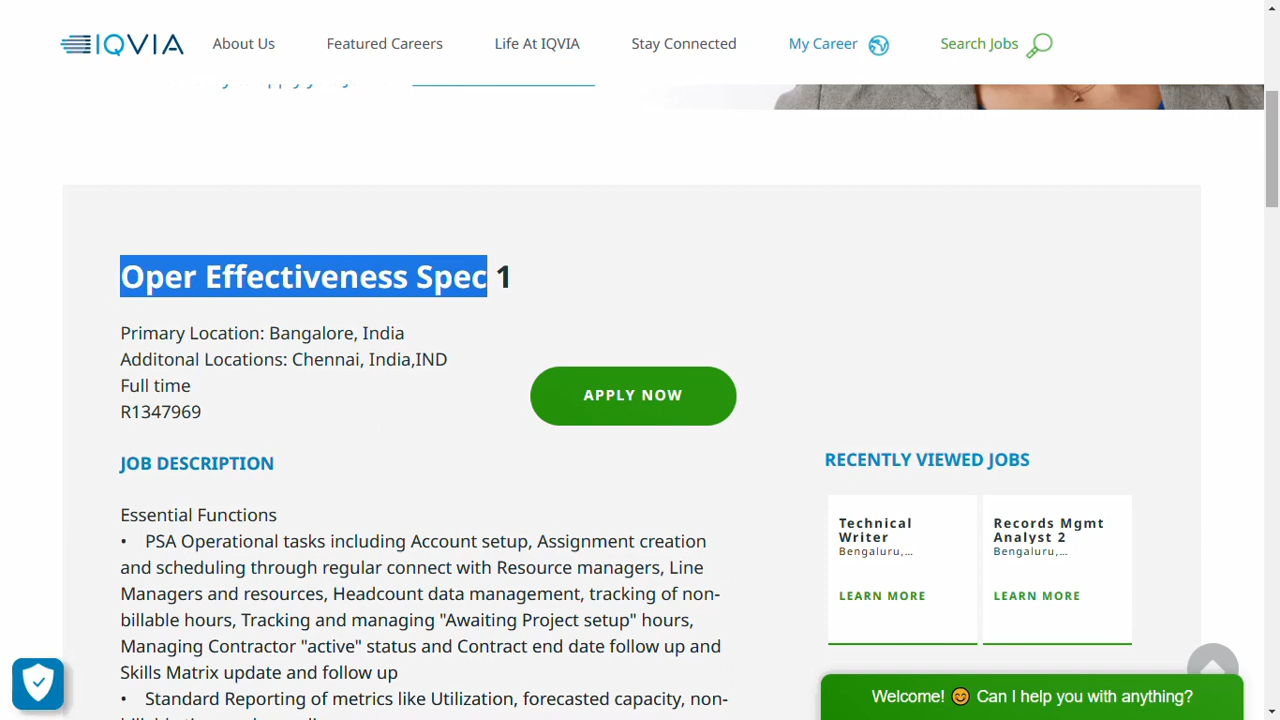 IQVIA
About Us
Featured Careers
Life At IQVIA
Stay Connected
My Career
Search Jobs
Oper Effectiveness Spec 1
Primary Location: Bangalore, India
Additonal Locations: Chennai, India,IND
Full time
R1347969
APPLY NOW
JOB DESCRIPTION
Essential Functions
• PSA Operational tasks including Account setup, Assignment creation
and scheduling through regular connect with Resource managers, Line
Managers and resources, Headcount data management, tracking of non-
billable hours, Tracking and managing "Awaiting Project setup" hours,
Managing Contractor "active" status and Contract end date follow up and
Skills Matrix update and follow up
• Standard Reporting of metrics like Utilization, forecasted capacity, non-
RECENTLY VIEWED JOBS
Technical
Writer
Bengaluru,...
LEARN MORE
Records Mgmt
Analyst 2
Bengaluru,...
LEARN MORE
Welcome! 😊 Can I help you with anything?